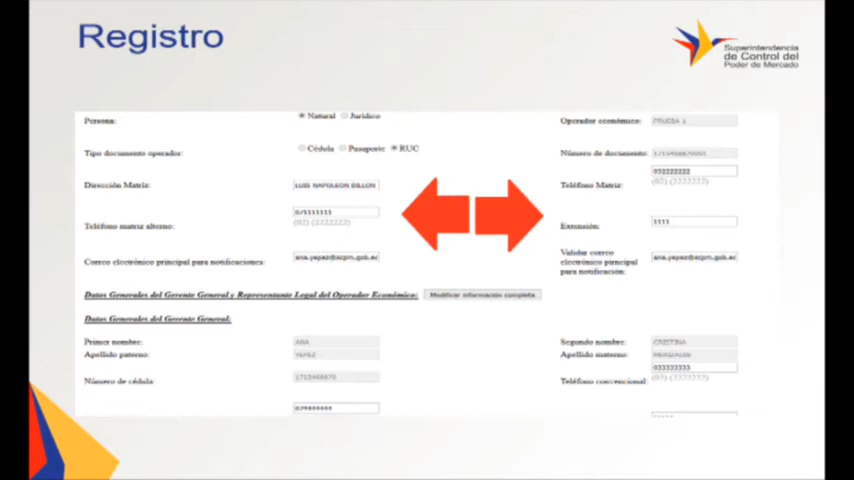 Registro
Superintendencia
de Control del
Poder de Mercado
Persona: Natural Jurídico Operador económico: PRUEBA 1
Tipo documento operador: Cédula Pasaporte RUC Número de documento:
Dirección Matriz: LUIS NAPOLEON DILLON Teléfono Matriz: 032222222
(02) (2222222)
Teléfono matriz alterno: 071111111 Extensión: 1111
(02) (2222222)
Correo electrónico principal para notificaciones: ana.yepez@scpm.gob.ec Validar correo electrónico principal para notificación: ana.yepez@scpm.gob.ec
Datos Generales del Gerente General y Representante Legal del Operador Económico: Modificar información completa
Datos Generales del Gerente General:
Primer nombre: ANA Segundo nombre: CRISTINA
Apellido paterno: YEPEZ Apellido materno:
Número de cédula: Teléfono convencional: 033333333
(02) (2222222)